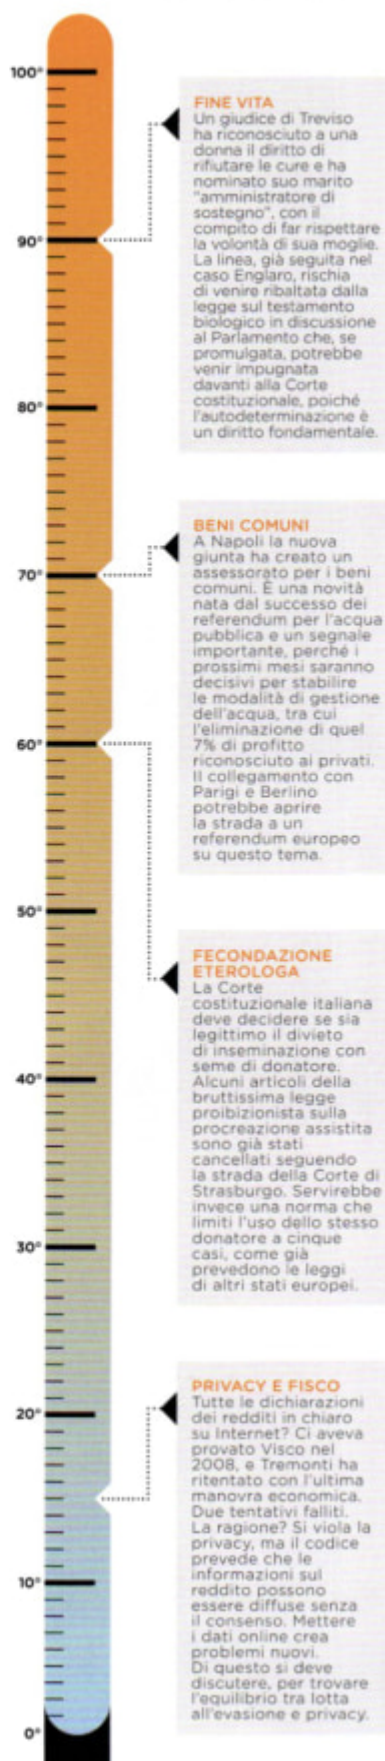 100°
90°
80°
70°
60°
50°
40°
30°
20°
10°
0°
FINE VITA
Un giudice di Treviso
ha riconosciuto a una
donna il diritto di
rifiutare le cure e ha
nominato suo marito
"amministratore di
sostegno", con il
compito di far rispettare
la volontà di sua moglie.
La linea, già seguita nel
caso Englaro, rischia
di venire ribaltata dalla
legge sul testamento
biologico in discussione
al Parlamento che, se
promulgata, potrebbe
venir impugnata
davanti alla Corte
costituzionale, poiché
l'autodeterminazione è
un diritto fondamentale.
BENI COMUNI
A Napoli la nuova
giunta ha creato un
assessorato per i beni
comuni. È una novità
nata dal successo dei
referendum per l'acqua
pubblica e un segnale
importante, perché i
prossimi mesi saranno
decisivi per stabilire
le modalità di gestione
dell'acqua, tra cui
l'eliminazione di quel
7% di profitto
riconosciuto ai privati.
Il collegamento con
Parigi e Berlino
potrebbe aprire
la strada a un
referendum europeo
su questo tema.
FECONDAZIONE
ETEROLOGA
La Corte
costituzionale italiana
deve decidere se sia
legittimo il divieto
di inseminazione con
seme di donatore.
Alcuni articoli della
bruttissima legge
proibizionista sulla
procreazione assistita
sono già stati
cancellati seguendo
la strada della Corte di
Strasburgo. Servirebbe
invece una norma che
limiti l'uso dello stesso
donatore a cinque
casi, come già
prevedono le leggi
di altri stati europei.
PRIVACY E FISCO
Tutte le dichiarazioni
dei redditi in chiaro
su Internet? Ci aveva
provato Visco nel
2008, e Tremonti ha
ritentato con l'ultima
manovra economica.
Due tentativi falliti.
La ragione? Si viola la
privacy, ma il codice
prevede che le
informazioni sul
reddito possono
essere diffuse senza
il consenso. Mettere
i dati online crea
problemi nuovi.
Di questo si deve
discutere, per trovare
l'equilibrio tra lotta
all'evasione e privacy.